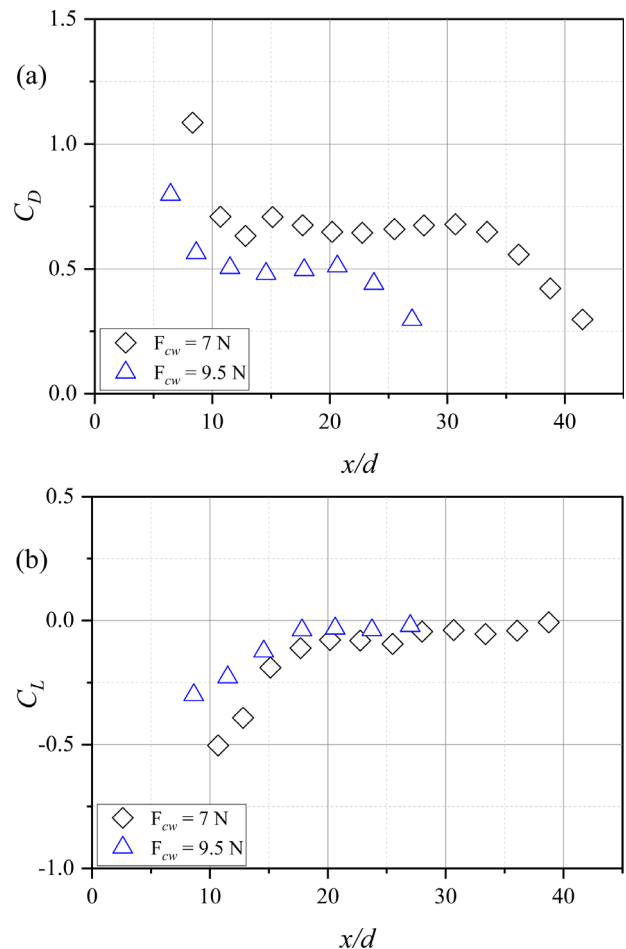 (a)
1.5
1.0
0.5
0.0
C_D
F_cw = 7 N
F_cw = 9.5 N
0 10 20 30 40
x/d
(b)
0.5
0.0
-0.5
-1.0
C_L
F_cw = 7 N
F_cw = 9.5 N
0 10 20 30 40
x/d